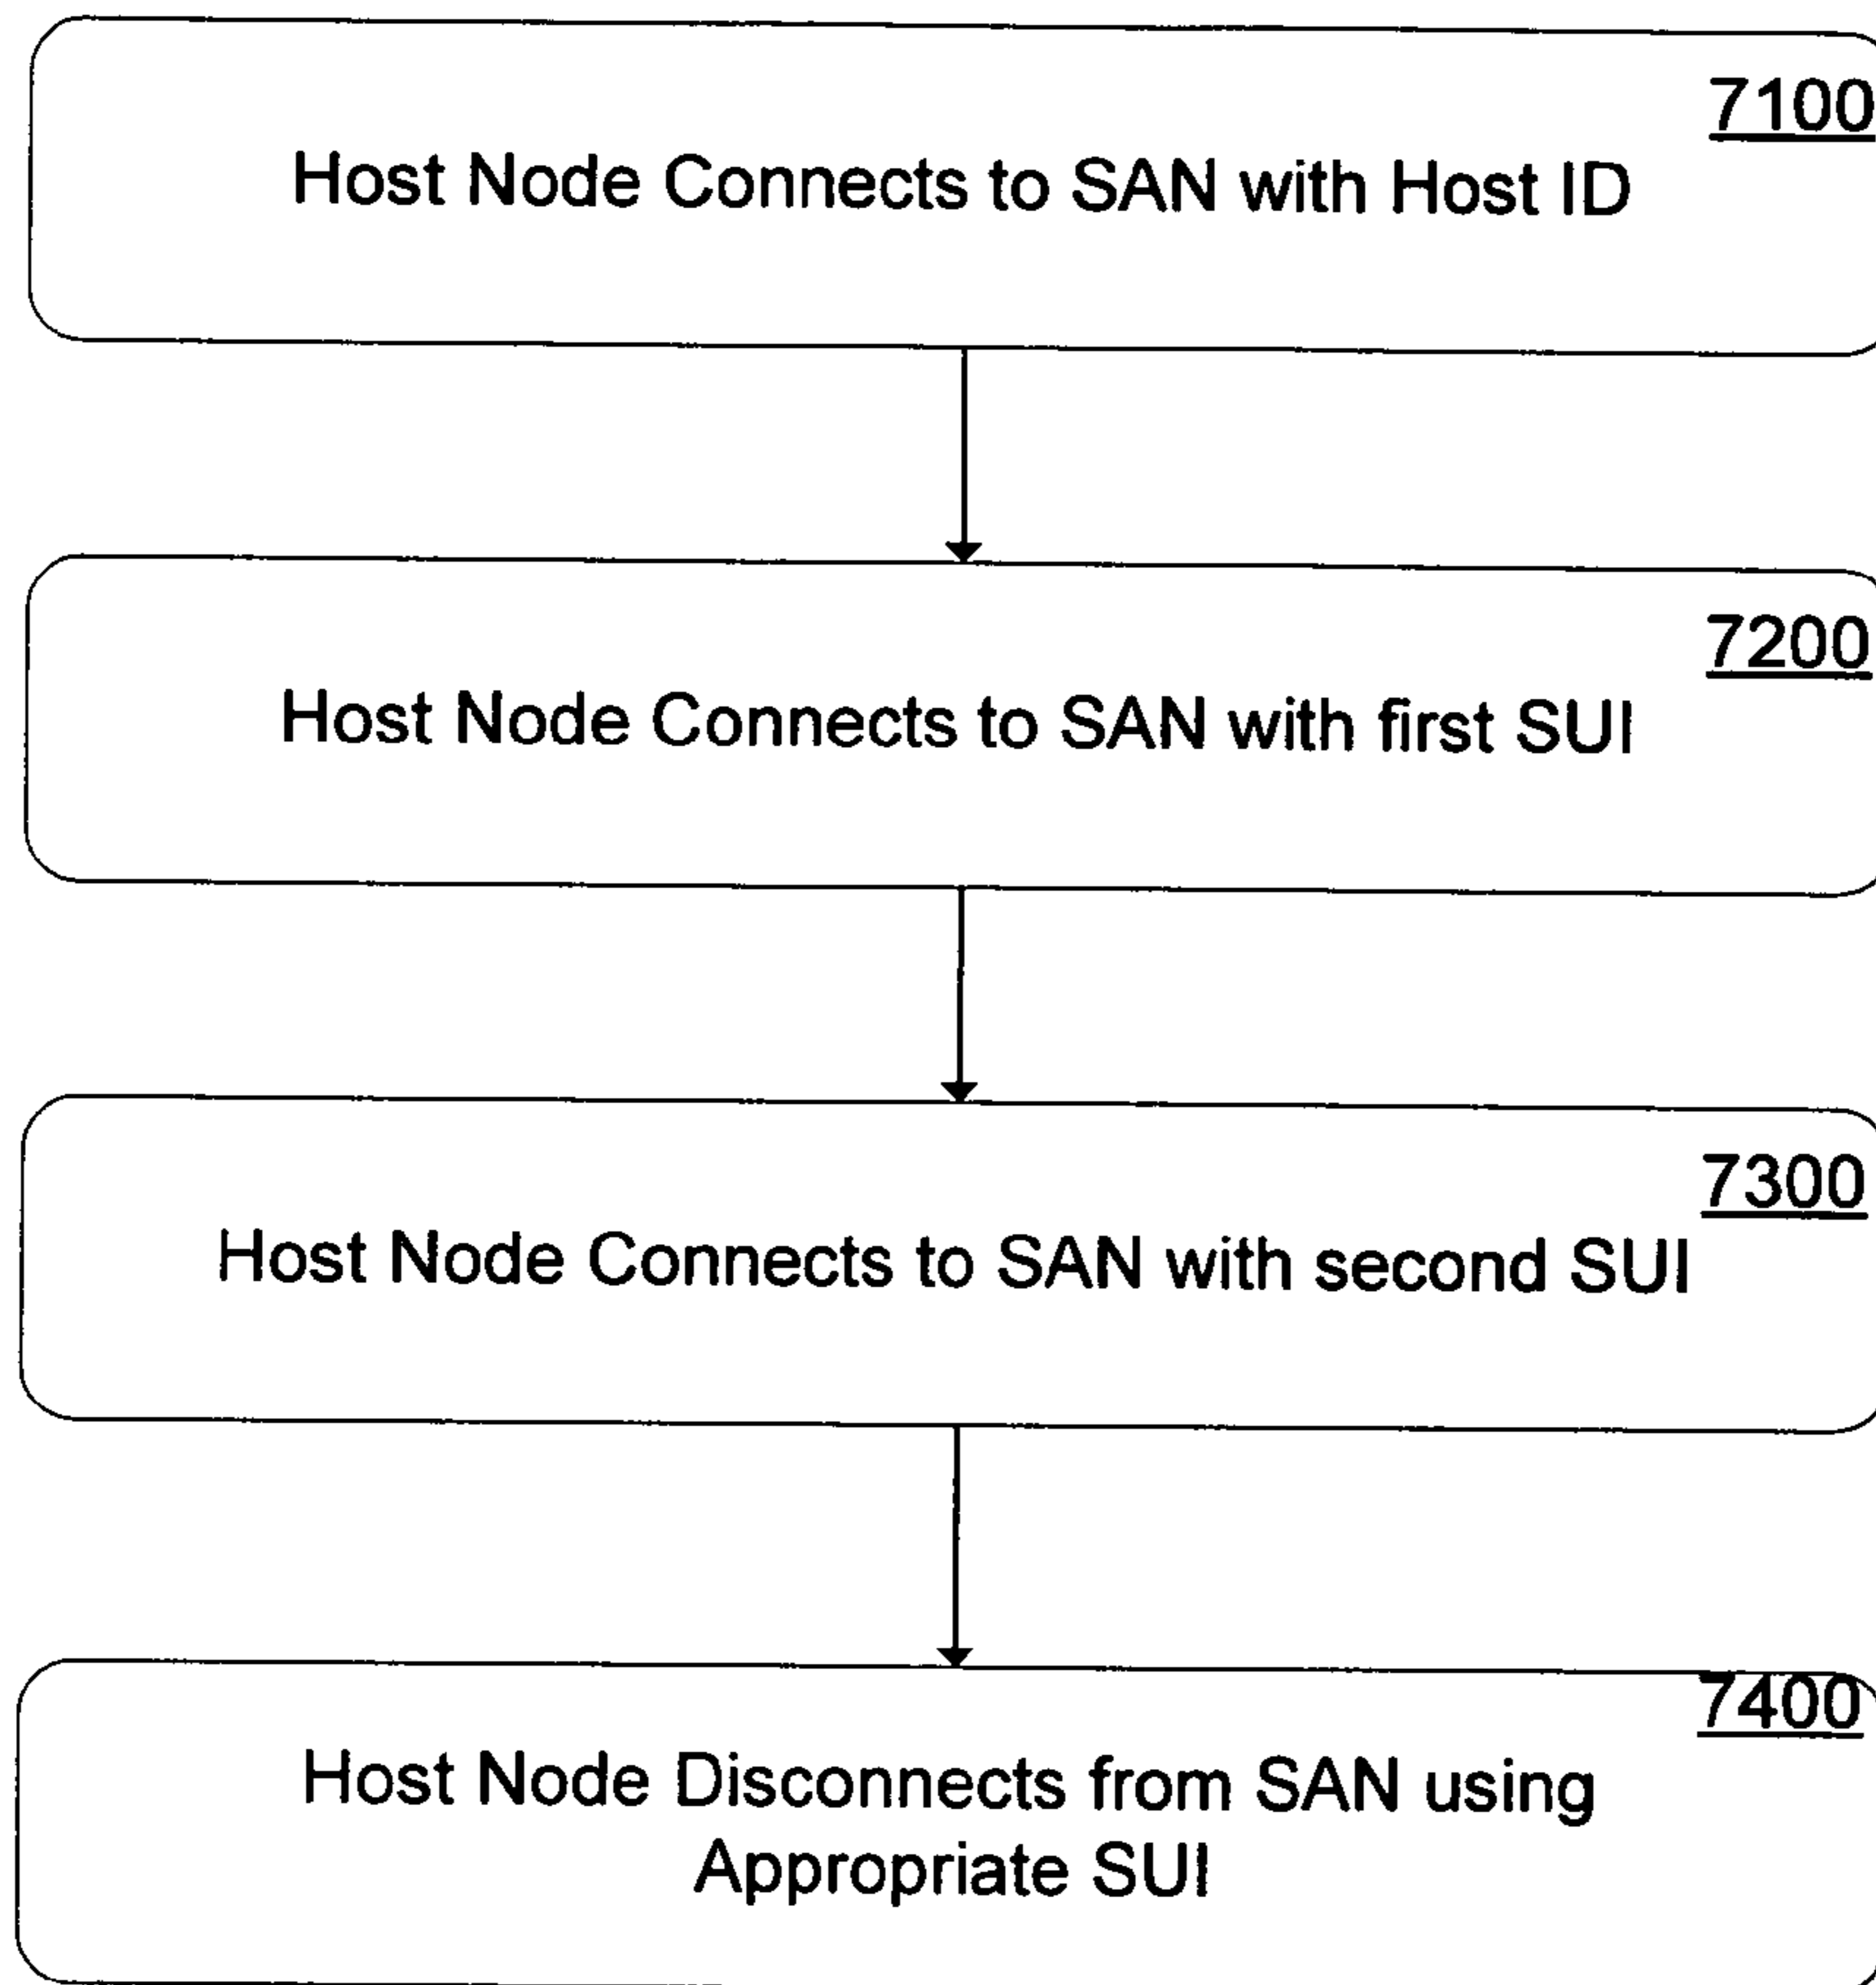 7100
Host Node Connects to SAN with Host ID
7200
Host Node Connects to SAN with first SUI
7300
Host Node Connects to SAN with second SUI
7400
Host Node Disconnects from SAN using
Appropriate SUI